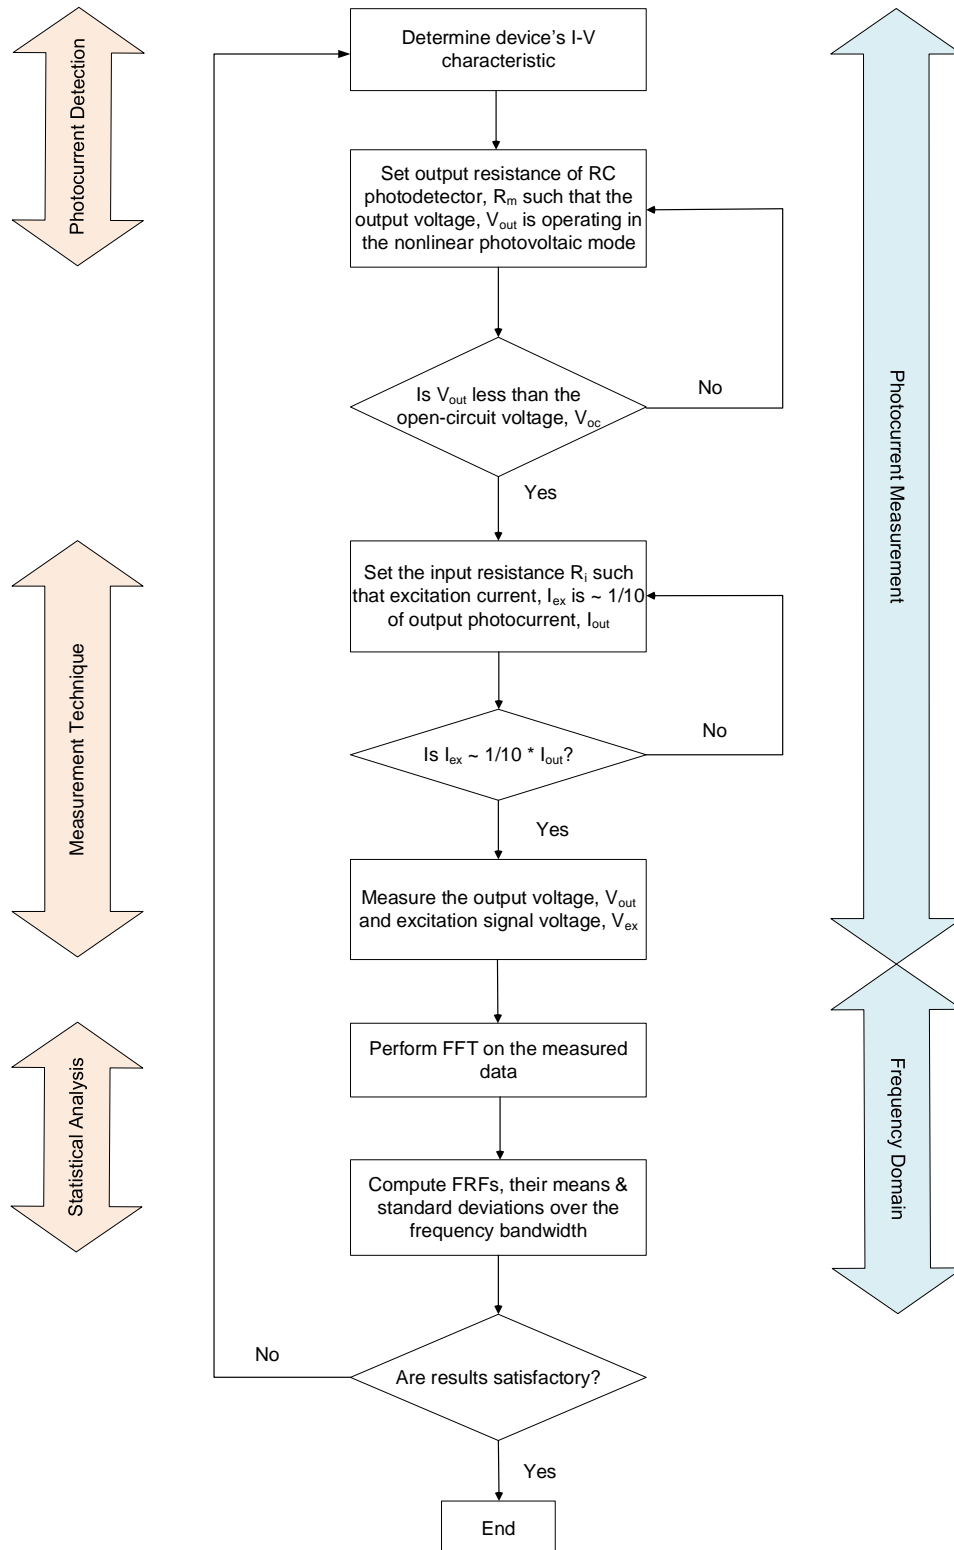 Determine device's I-V
characteristic
Photocurrent Detection
Set output resistance of RC
photodetector, Rm such that the
output voltage, Vout is operating in
the nonlinear photovoltaic mode
Is Vout less than the
open-circuit voltage, Voc
No
Yes
Photocurrent Measurement
Set the input resistance Ri such
that excitation current, Iex is ~ 1/10
of output photocurrent, Iout
Measurement Technique
Is Iex ~ 1/10 * Iout?
No
Yes
Measure the output voltage, Vout
and excitation signal voltage, Vex
Perform FFT on the measured
data
Statistical Analysis
Frequency Domain
Compute FRFs, their means &
standard deviations over the
frequency bandwidth
No
Are results satisfactory?
Yes
End